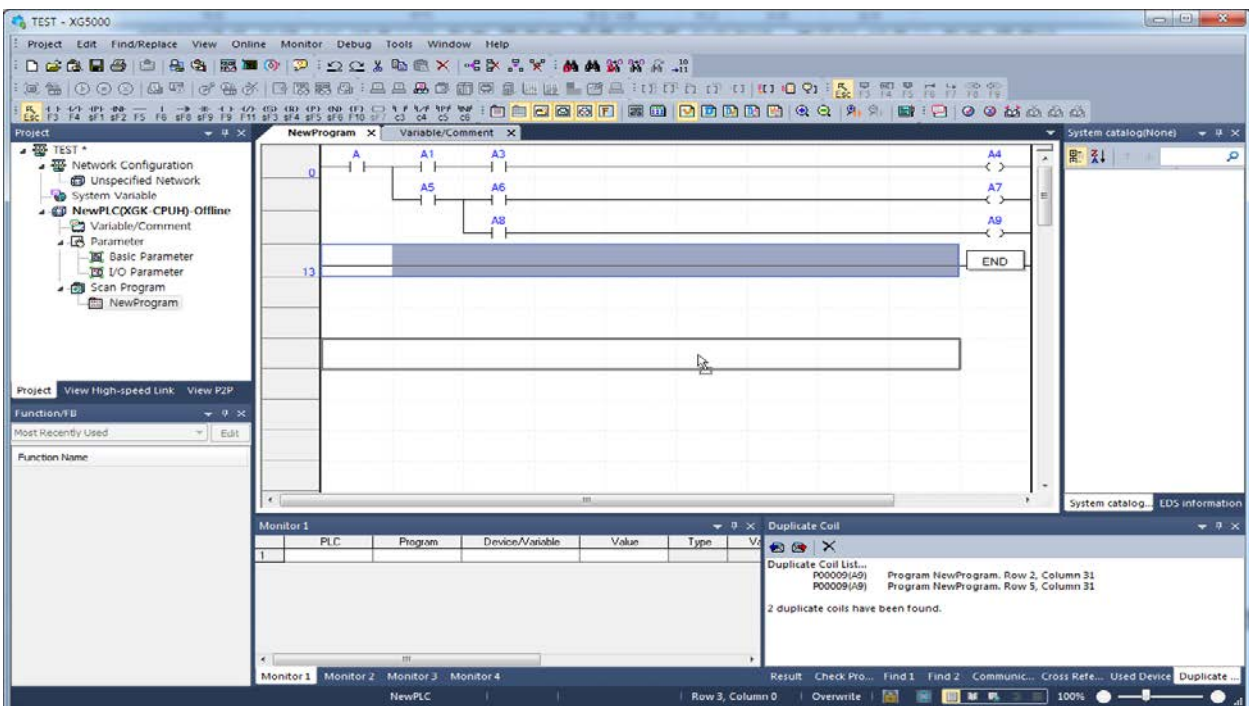 TEST - XG5000
Project Edit Find/Replace View Online Monitor Debug Tools Window Help
Project
NewProgram X Variable/Comment X
System catalog(None)
TEST *
Network Configuration
Unspecified Network
System Variable
NewPLC(XGK-CPUH)-Offline
Variable/Comment
Parameter
Basic Parameter
I/O Parameter
Scan Program
NewProgram
A A1 A3 A4
0
A5 A6 A7
A8 A9
13 END
Project View High-speed Link View P2P
Function/FB
Most Recently Used Edit
Function Name
System catalog... EDS information
Monitor 1
PLC Program Device/Variable Value Type
1
Duplicate Coil
Duplicate Coil List...
P00009(A9) Program NewProgram. Row 2, Column 31
P00009(A9) Program NewProgram. Row 5, Column 31
2 duplicate coils have been found.
Monitor 1 Monitor 2 Monitor 3 Monitor 4
Result Check Pro... Find 1 Find 2 Communic... Cross Refe... Used Device Duplicate ...
NewPLC Row 3, Column 0 Overwrite 100%